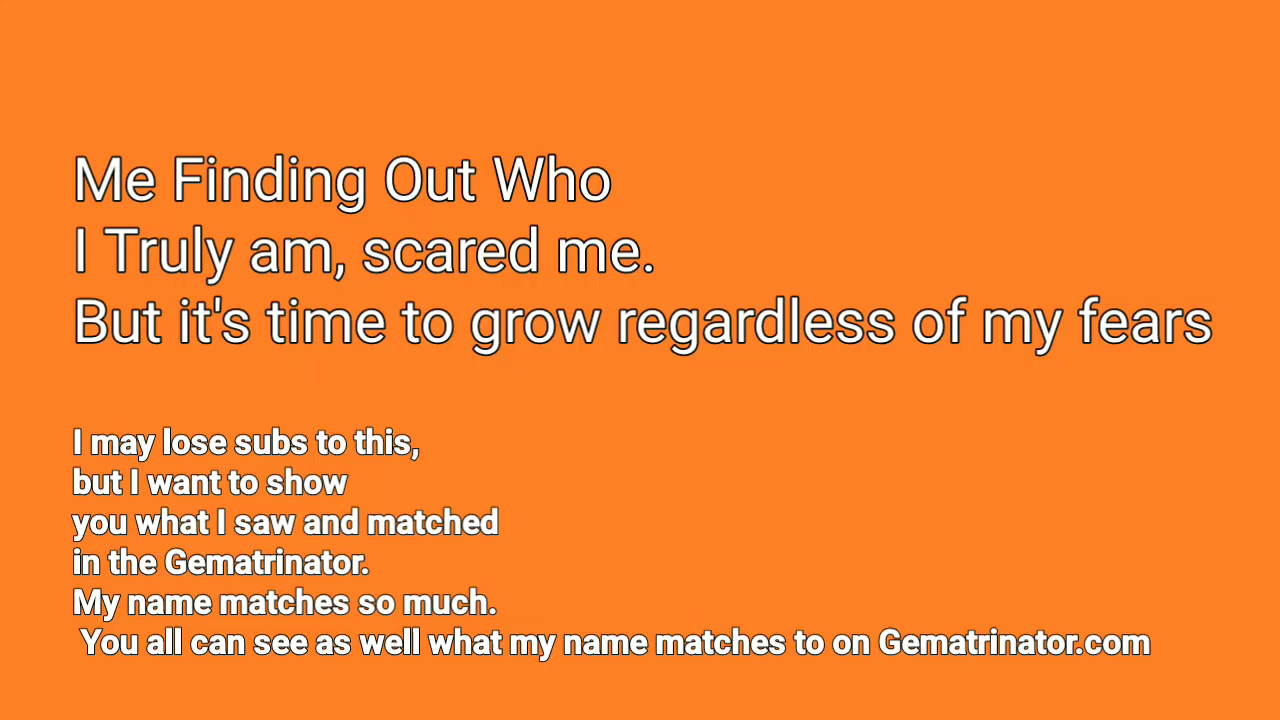 Me Finding Out Who
I Truly am, scared me.
But it's time to grow regardless of my fears
I may lose subs to this,
but I want to show
you what I saw and matched
in the Gematrinator.
My name matches so much.
You all can see as well what my name matches to on Gematrinator.com